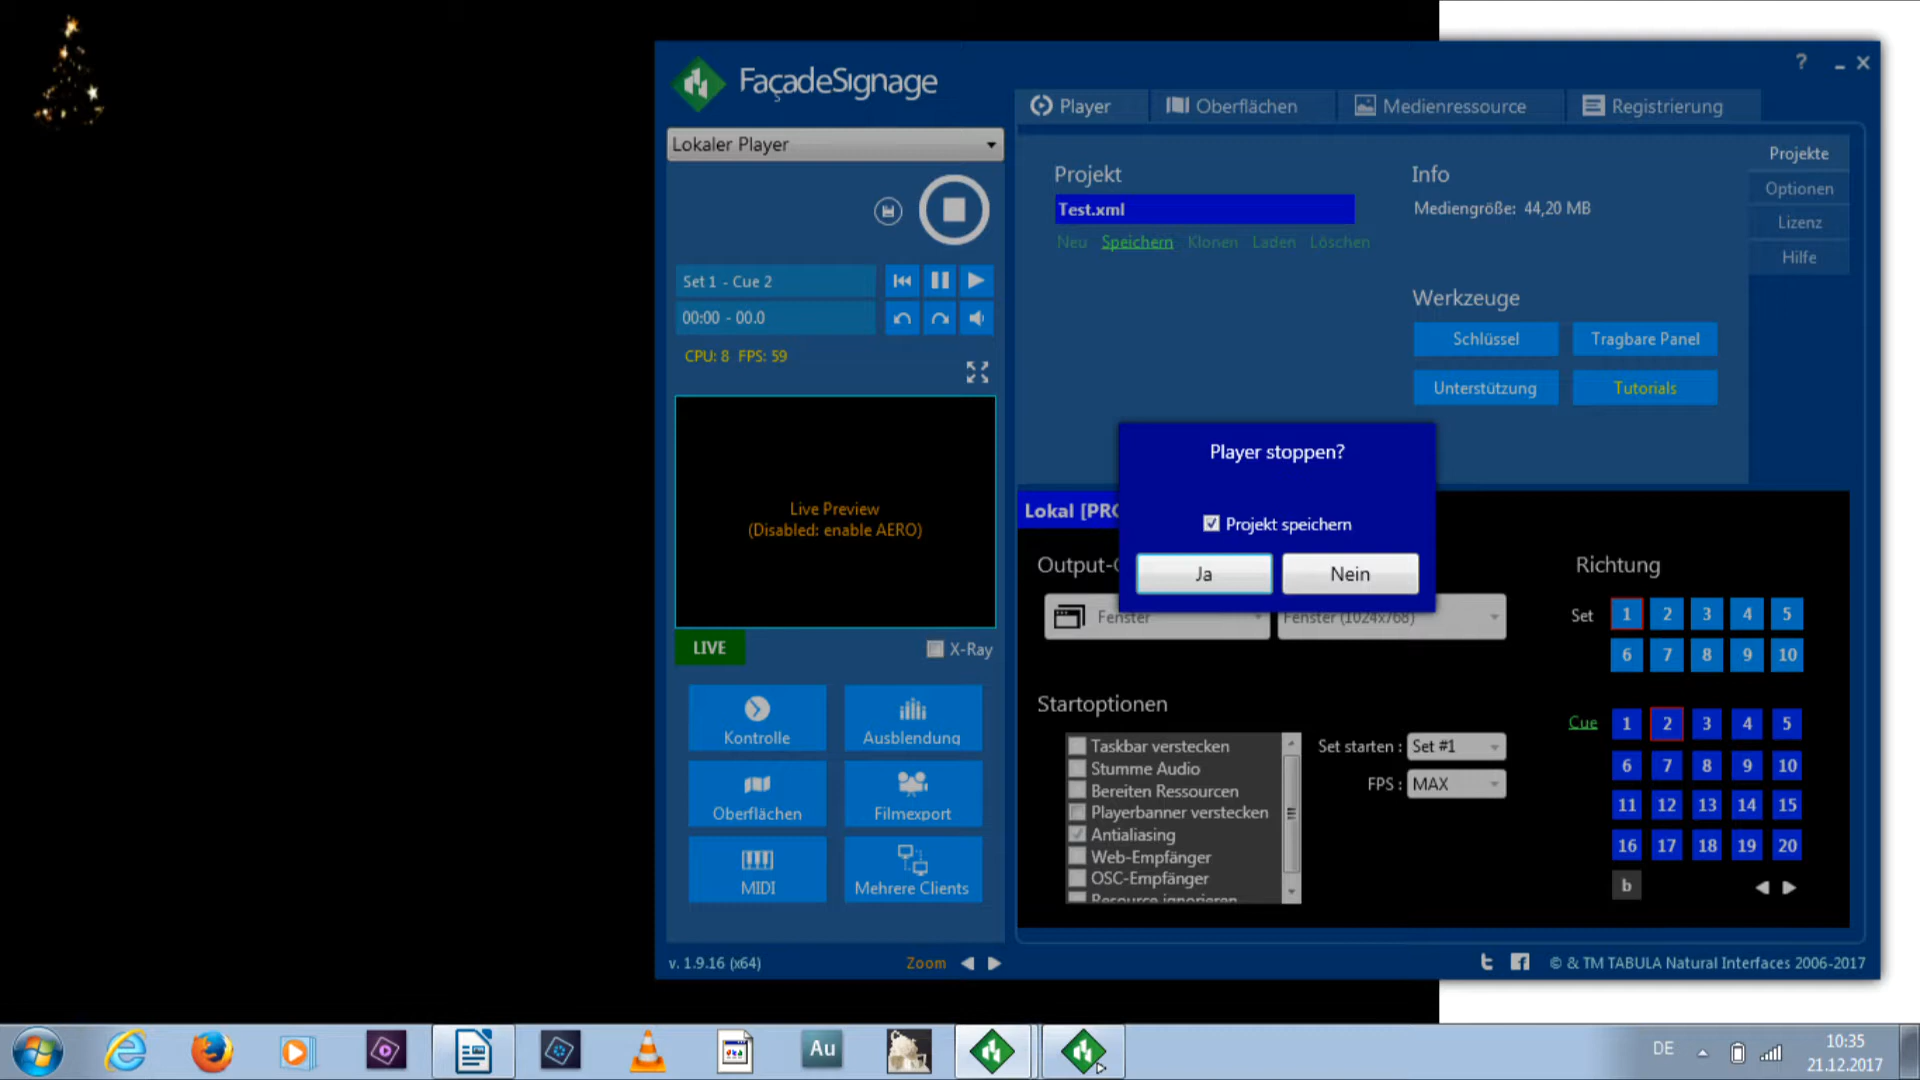 FaçadeSignage
?
Player
Oberflächen
Medienressource
Registrierung
Lokaler Player
Projekt
Test.xml
Neu Speichern Klonen Laden Löschen
Info
Mediengröße: 44,20 MB
Projekte
Optionen
Lizenz
Hilfe
Werkzeuge
Schlüssel
Tragbare Panel
Unterstützung
Tutorials
Set 1 - Cue 2
00:00 - 00.0
CPU: 8 FPS: 59
Live Preview
(Disabled: enable AERO)
LIVE
X-Ray
Kontrolle
Ausblendung
Oberflächen
Filmexport
MIDI
Mehrere Clients
Player stoppen?
Projekt speichern
Ja
Nein
Lokal [PRO
Output-
Fenster
Fenster (1024x768)
Startoptionen
Taskbar verstecken
Stumme Audio
Bereiten Ressourcen
Playerbanner verstecken
Antialiasing
Web-Empfänger
OSC-Empfänger
Resource ignorieren
Set starten : Set #1
FPS : MAX
Richtung
Set 1 2 3 4 5
6 7 8 9 10
Cue 1 2 3 4 5
6 7 8 9 10
11 12 13 14 15
16 17 18 19 20
b
v. 1.9.16 (x64)
Zoom
© & TM TABULA Natural Interfaces 2006-2017
Au
DE
10:35
21.12.2017